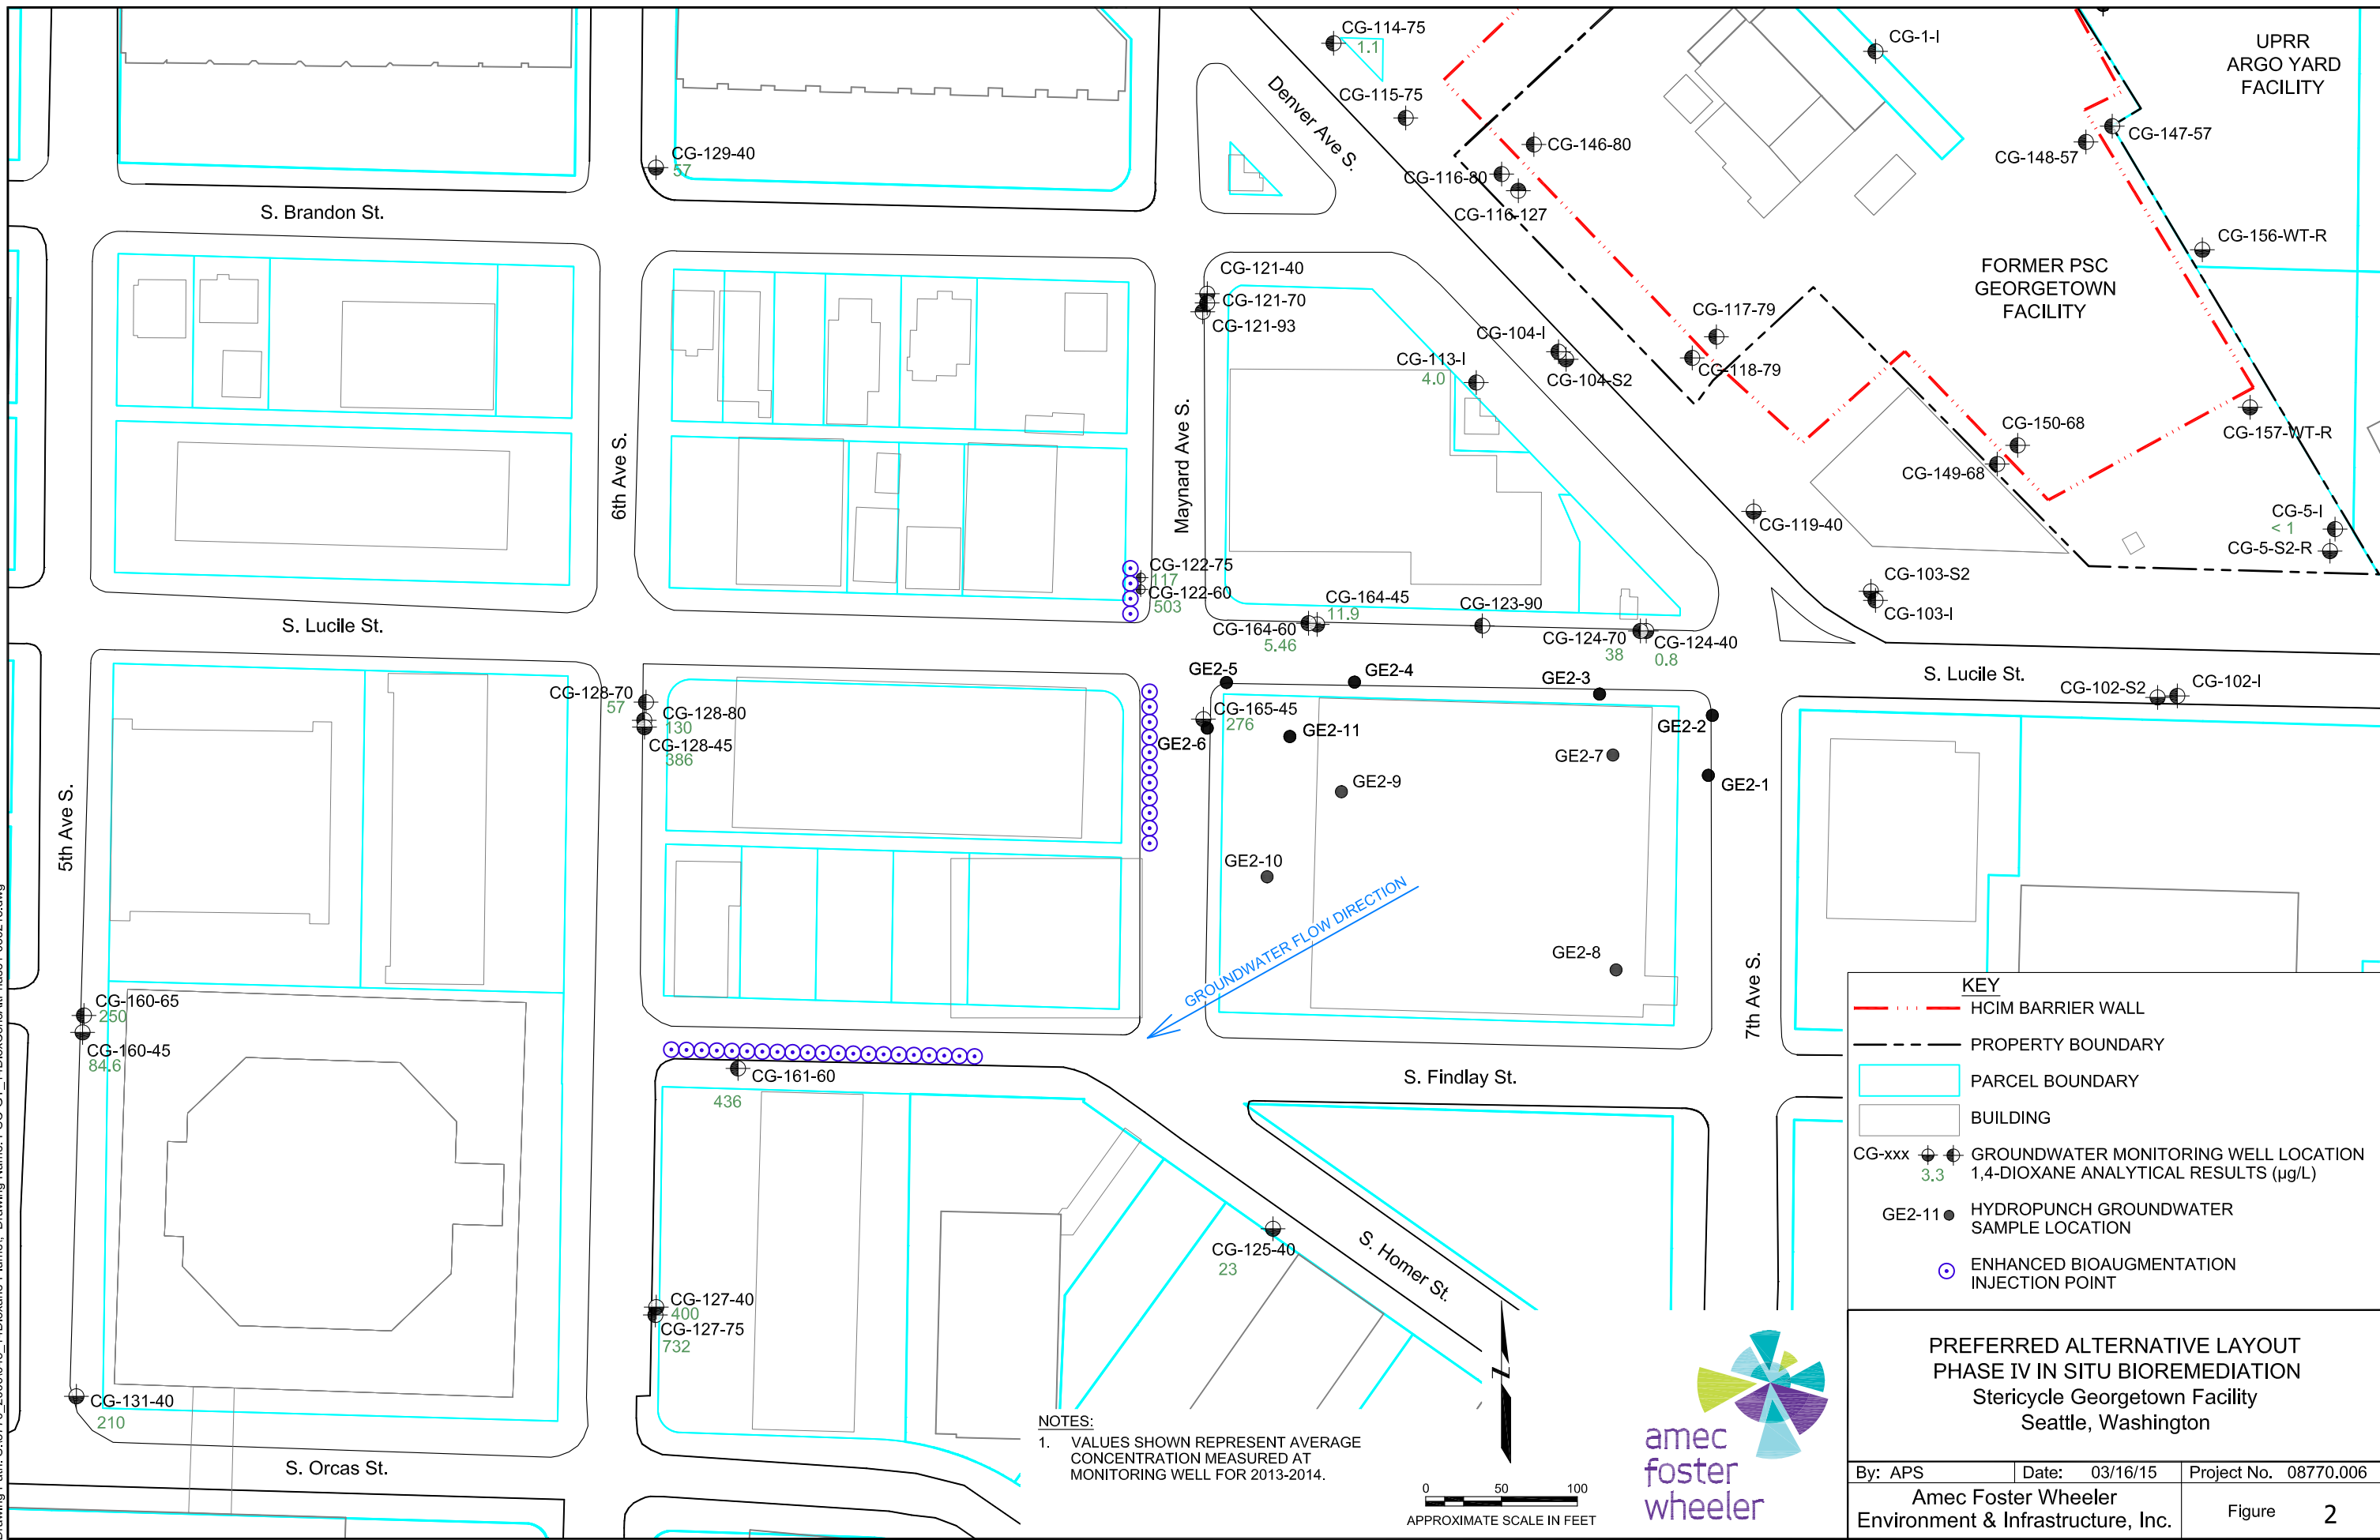 CG-114-75
1.1
CG-115-75
Denver Ave S.
CG-1-I
UPRR
ARGO YARD
FACILITY
CG-146-80
CG-147-57
CG-148-57
CG-129-40
57
CG-116-80
CG-116-127
S. Brandon St.
CG-156-WT-R
FORMER PSC
GEORGETOWN
FACILITY
CG-121-40
CG-121-70
CG-121-93
CG-117-79
CG-104-I
CG-113-I
4.0
CG-104-S2
CG-118-79
6th Ave S.
Maynard Ave S.
CG-150-68
CG-157-WT-R
CG-149-68
CG-119-40
CG-5-I
< 1
CG-5-S2-R
CG-122-75
117
CG-122-60
503
CG-103-S2
CG-103-I
S. Lucile St.
CG-164-45
11.9
CG-123-90
CG-164-60
5.46
CG-124-70
38
CG-124-40
0.8
GE2-5
GE2-4
GE2-3
S. Lucile St.
CG-102-S2
CG-102-I
CG-128-70
57
CG-128-80
130
CG-128-45
386
CG-165-45
276
GE2-6
GE2-11
GE2-2
GE2-7
GE2-1
GE2-9
5th Ave S.
GE2-10
GROUNDWATER FLOW DIRECTION
GE2-8
7th Ave S.
CG-160-65
250
CG-160-45
84.6
CG-161-60
436
S. Findlay St.
KEY
HCIM BARRIER WALL
PROPERTY BOUNDARY
PARCEL BOUNDARY
BUILDING
CG-xxx
3.3
GROUNDWATER MONITORING WELL LOCATION
1,4-DIOXANE ANALYTICAL RESULTS (µg/L)
GE2-11
HYDROPUNCH GROUNDWATER
SAMPLE LOCATION
ENHANCED BIOAUGMENTATION
INJECTION POINT
CG-125-40
23
S. Homer St.
CG-127-40
400
CG-127-75
732
CG-131-40
210
S. Orcas St.
NOTES:
1. VALUES SHOWN REPRESENT AVERAGE
CONCENTRATION MEASURED AT
MONITORING WELL FOR 2013-2014.
Z
0 50 100
APPROXIMATE SCALE IN FEET
amec
foster
wheeler
PREFERRED ALTERNATIVE LAYOUT
PHASE IV IN SITU BIOREMEDIATION
Stericycle Georgetown Facility
Seattle, Washington
By: APS Date: 03/16/15 Project No. 08770.006
Amec Foster Wheeler
Environment & Infrastructure, Inc.
Figure 2